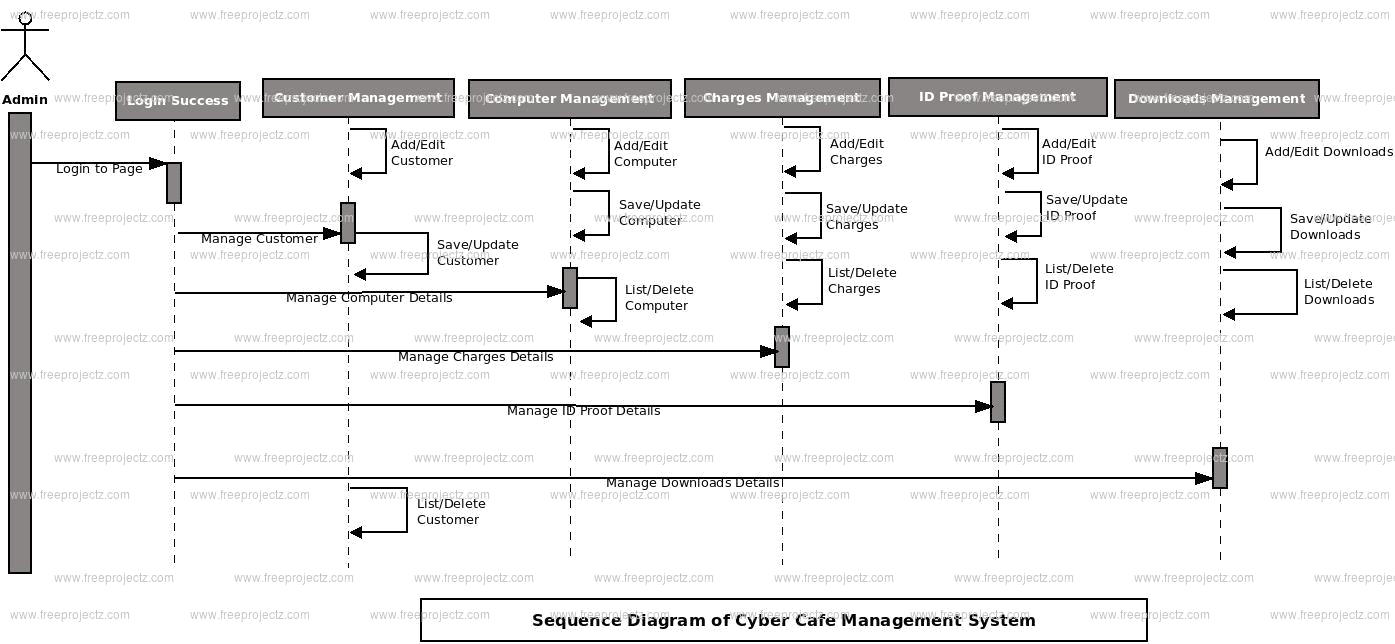 Admin
Login Success
Customer Management
Computer Management
Charges Management
ID Proof Management
Downloads Management
Login to Page
Add/Edit
Customer
Add/Edit
Computer
Add/Edit
Charges
Add/Edit
ID Proof
Add/Edit Downloads
Manage Customer
Save/Update
Customer
Save/Update
Computer
Save/Update
Charges
Save/Update
ID Proof
Save/Update
Downloads
Manage Computer Details
List/Delete
Computer
List/Delete
Charges
List/Delete
ID Proof
List/Delete
Downloads
Manage Charges Details
Manage ID Proof Details
Manage Downloads Details
List/Delete
Customer
Sequence Diagram of Cyber Cafe Management System
www.freeprojectz.com